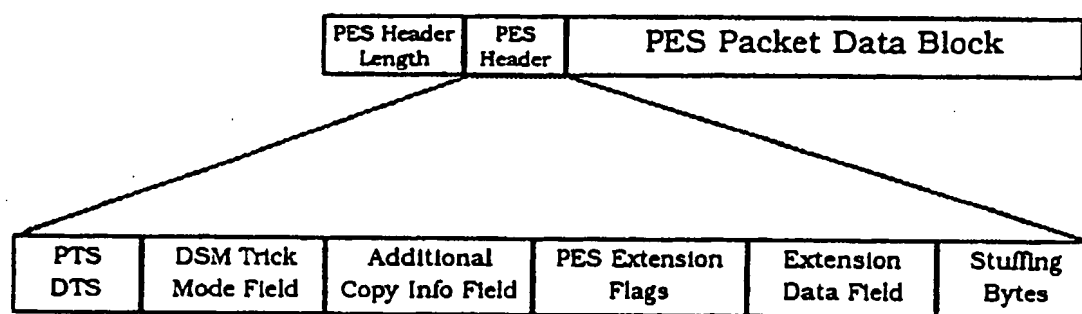 PES Header
Length
PES
Header
PES Packet Data Block
PTS
DTS
DSM Trick
Mode Field
Additional
Copy Info Field
PES Extension
Flags
Extension
Data Field
Stuffing
Bytes